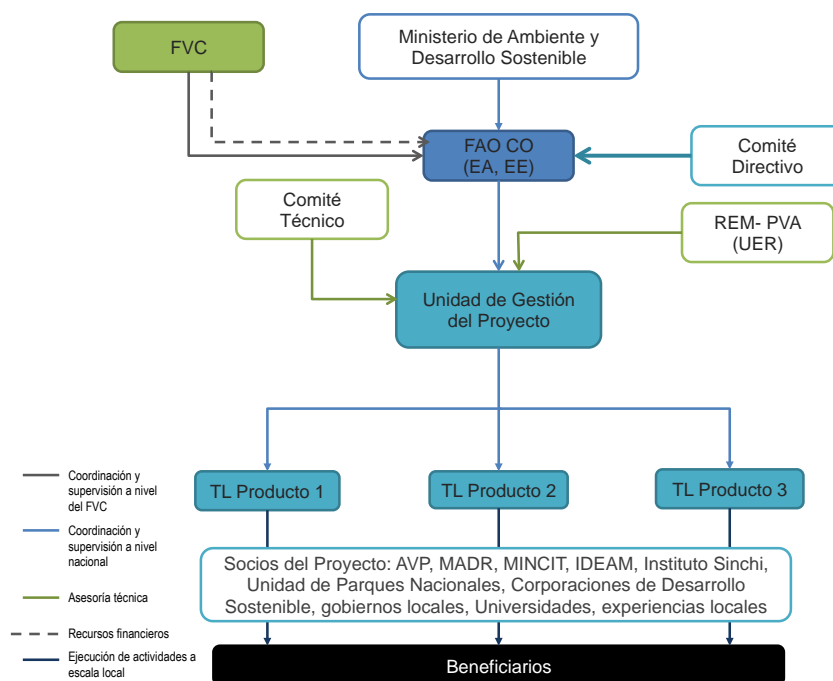 FVC
Ministerio de Ambiente y
Desarrollo Sostenible
FAO CO
(EA, EE)
Comité
Directivo
Comité
Técnico
REM- PVA
(UER)
Unidad de Gestión
del Proyecto
Coordinación y
supervisión a nivel
del FVC
Coordinación y
supervisión a nivel
nacional
Asesoría técnica
Recursos financieros
Ejecución de actividades a
escala local
TL Producto 1
TL Producto 2
TL Producto 3
Socios del Proyecto: AVP, MADR, MINCIT, IDEAM, Instituto Sinchi,
Unidad de Parques Nacionales, Corporaciones de Desarrollo
Sostenible, gobiernos locales, Universidades, experiencias locales
Beneficiarios